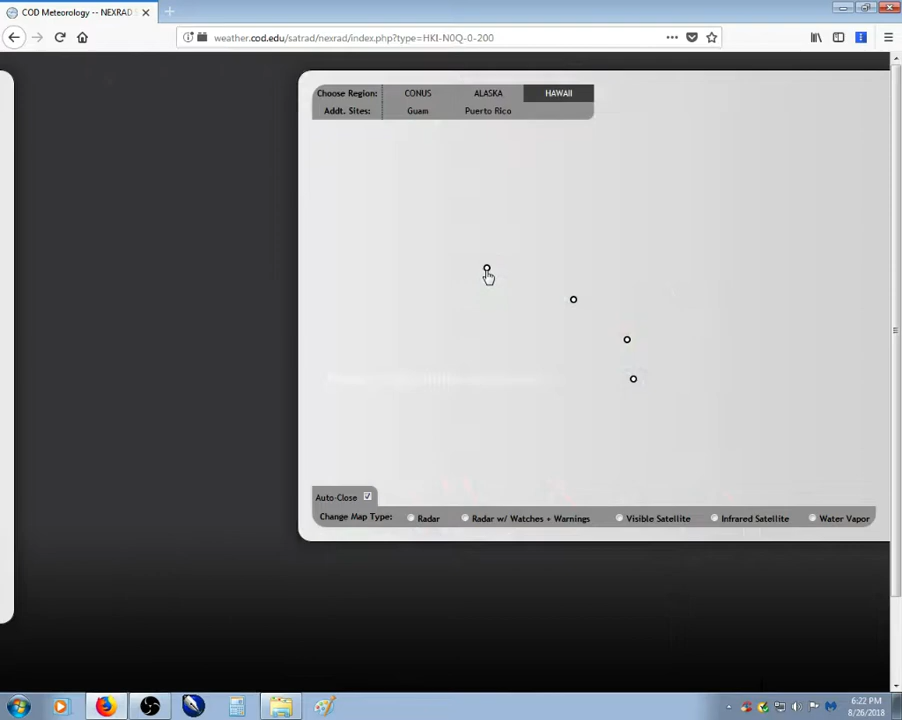 COD Meteorology -- NEXRAD
weather.cod.edu/satrad/nexrad/index.php?type=HKI-N0Q-0-200
Choose Region: CONUS ALASKA HAWAII
Addt. Sites: Guam Puerto Rico
Auto-Close
Change Map Type: Radar Radar w/ Watches + Warnings Visible Satellite Infrared Satellite Water Vapor
6:22 PM
8/26/2018